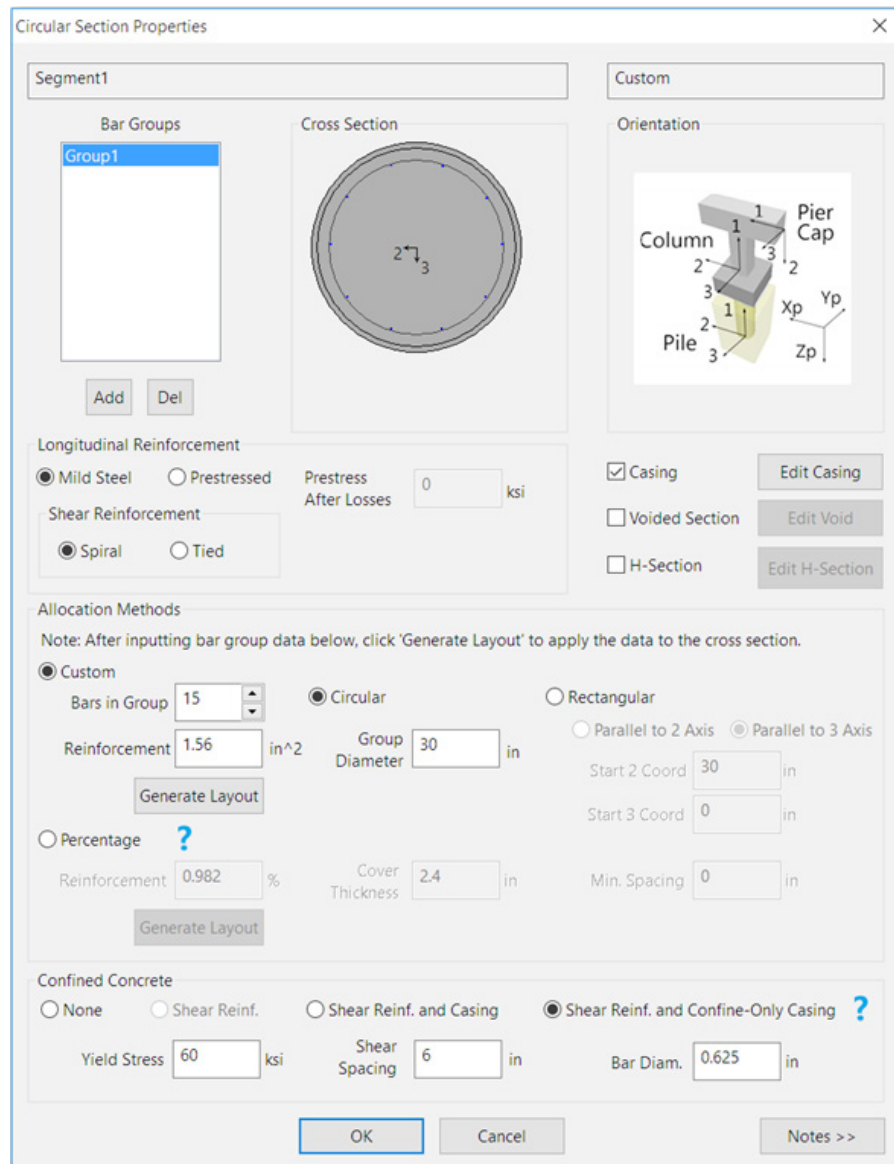 Circular Section Properties
Segment1
Custom
Bar Groups
Group1
Add Del
Cross Section
2
3
Orientation
1
Pier
Cap
1
3
2
Column
2
3
1
2
3
Pile
Xp
Yp
Zp
Longitudinal Reinforcement
Mild Steel Prestressed
Prestress
After Losses
0 ksi
Shear Reinforcement
Spiral Tied
Casing Edit Casing
Voided Section Edit Void
H-Section Edit H-Section
Allocation Methods
Note: After inputting bar group data below, click 'Generate Layout' to apply the data to the cross section.
Custom
Bars in Group 15
Reinforcement 1.56 in^2
Generate Layout
Circular
Group
Diameter
30 in
Rectangular
Parallel to 2 Axis Parallel to 3 Axis
Start 2 Coord 30 in
Start 3 Coord 0 in
Percentage ?
Reinforcement 0.982 %
Cover
Thickness
2.4 in
Min. Spacing 0 in
Generate Layout
Confined Concrete
None Shear Reinf. Shear Reinf. and Casing Shear Reinf. and Confine-Only Casing ?
Yield Stress 60 ksi
Shear
Spacing
6 in
Bar Diam. 0.625 in
OK Cancel Notes >>